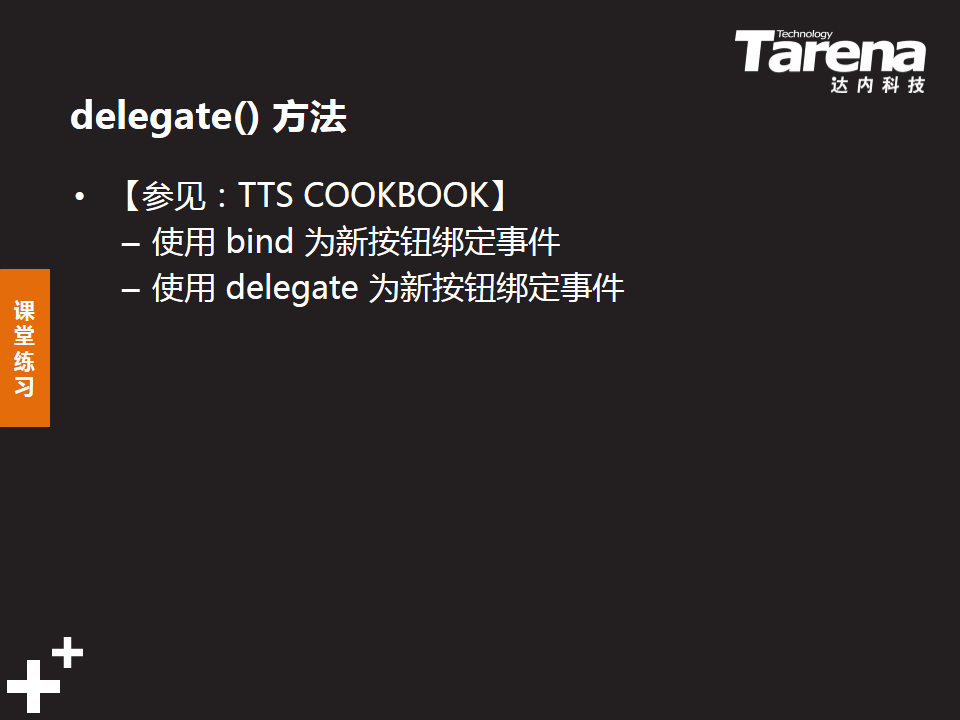 Technology
Tarena
达内科技
delegate() 方法
• 【参见：TTS COOKBOOK】
– 使用 bind 为新按钮绑定事件
– 使用 delegate 为新按钮绑定事件
课
堂
练
习